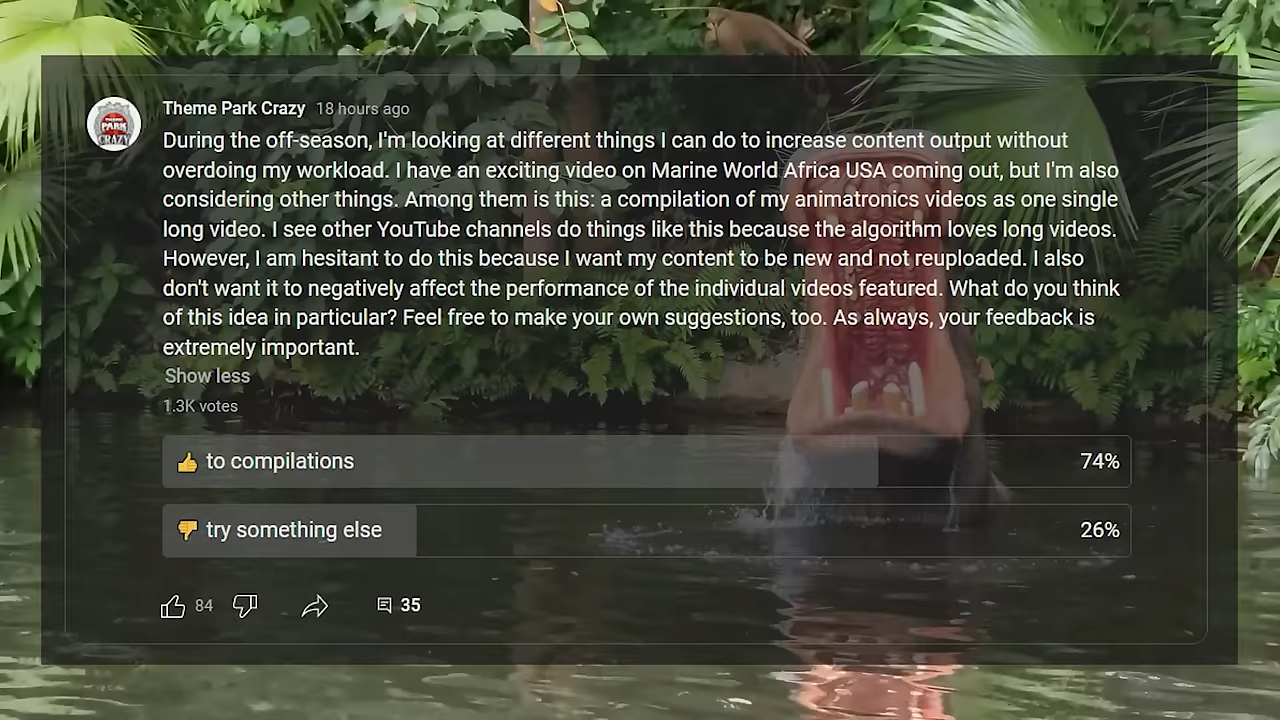 THEME PARK CRAZY
Theme Park Crazy 18 hours ago
During the off-season, I'm looking at different things I can do to increase content output without
overdoing my workload. I have an exciting video on Marine World Africa USA coming out, but I'm also
considering other things. Among them is this: a compilation of my animatronics videos as one single
long video. I see other YouTube channels do things like this because the algorithm loves long videos.
However, I am hesitant to do this because I want my content to be new and not reuploaded. I also
don't want it to negatively affect the performance of the individual videos featured. What do you think
of this idea in particular? Feel free to make your own suggestions, too. As always, your feedback is
extremely important.
Show less
1.3K votes
👍 to compilations 74%
👎 try something else 26%
84 35